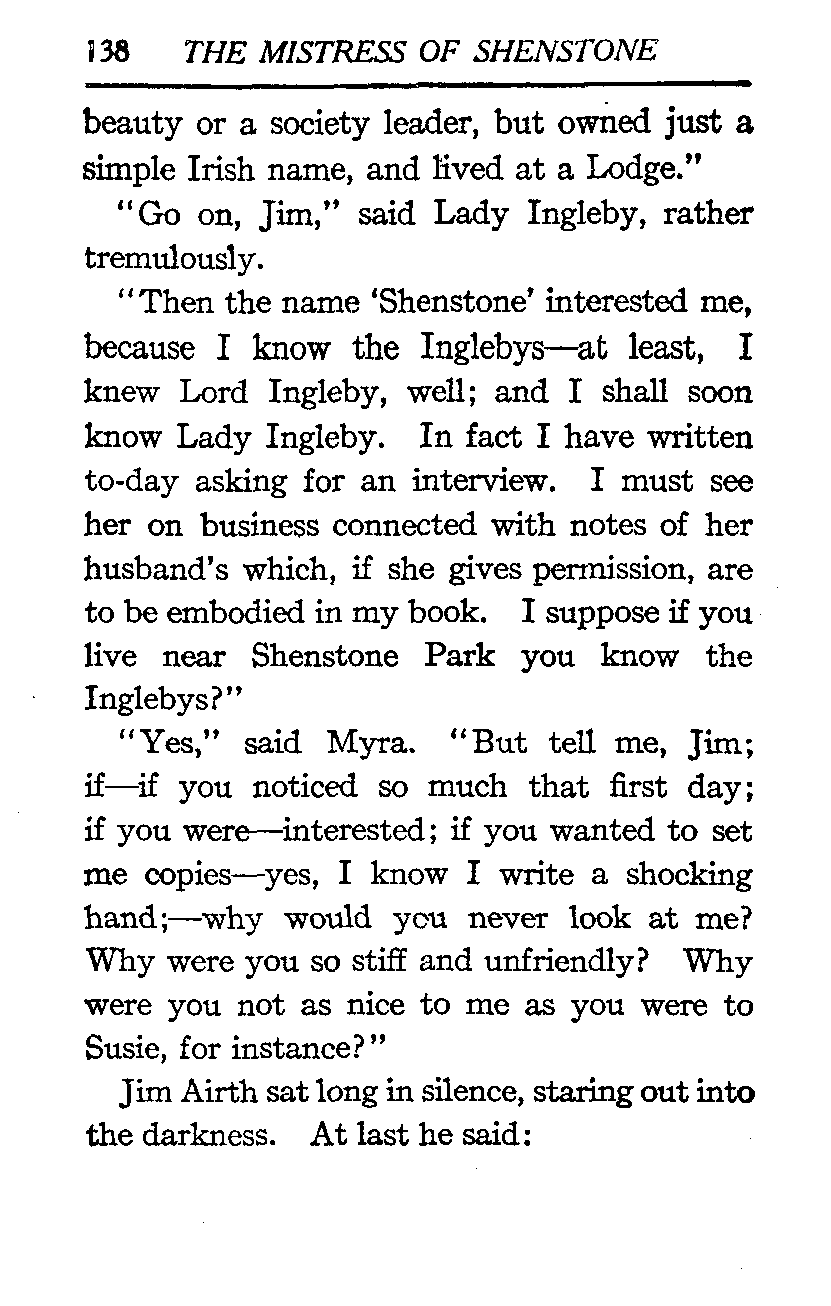 138 THE MISTRESS OF SHENSTONE
beauty or a society leader, but owned just a
simple Irish name, and lived at a Lodge."
"Go on, Jim," said Lady Ingleby, rather
tremulously.
"Then the name 'Shenstone' interested me,
because I know the Inglebys—at least, I
knew Lord Ingleby, well; and I shall soon
know Lady Ingleby. In fact I have written
to-day asking for an interview. I must see
her on business connected with notes of her
husband's which, if she gives permission, are
to be embodied in my book. I suppose if you
live near Shenstone Park you know the
Inglebys?"
"Yes," said Myra. "But tell me, Jim;
if—if you noticed so much that first day;
if you were—interested; if you wanted to set
me copies—yes, I know I write a shocking
hand;—why would you never look at me?
Why were you so stiff and unfriendly? Why
were you not as nice to me as you were to
Susie, for instance?"
Jim Airth sat long in silence, staring out into
the darkness. At last he said: